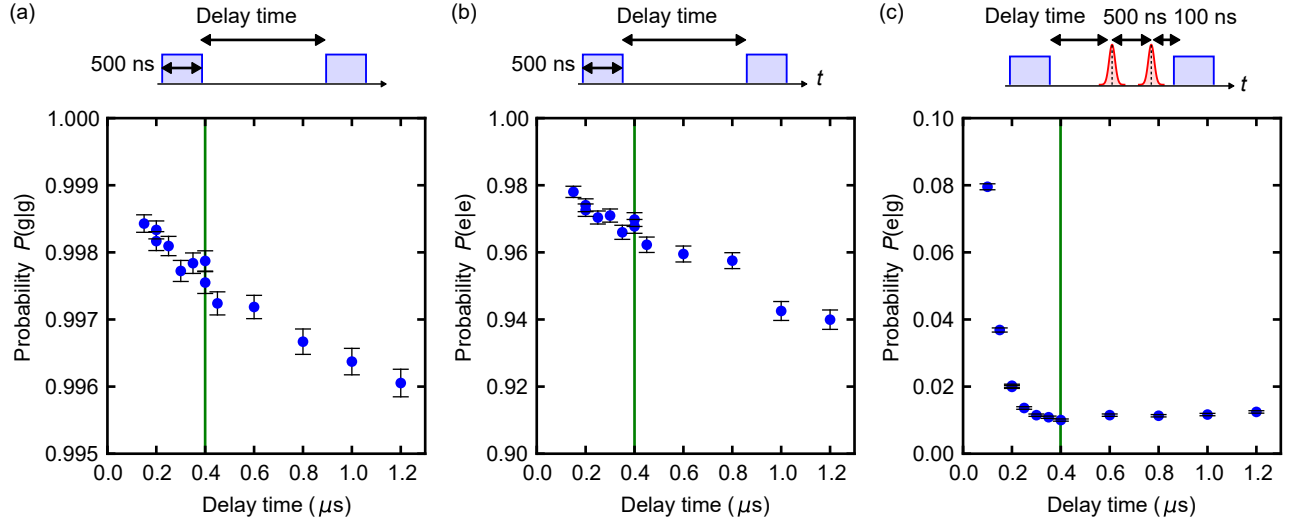 (a)
Delay time
500 ns
1.000
0.999
0.998
0.997
0.996
0.995
Probability P(g|g)
0.0 0.2 0.4 0.6 0.8 1.0 1.2
Delay time (μs)
(b)
Delay time
500 ns
t
1.00
0.98
0.96
0.94
0.92
0.90
Probability P(e|e)
0.0 0.2 0.4 0.6 0.8 1.0 1.2
Delay time (μs)
(c)
Delay time 500 ns 100 ns
t
0.10
0.08
0.06
0.04
0.02
0.00
Probability P(e|g)
0.0 0.2 0.4 0.6 0.8 1.0 1.2
Delay time (μs)